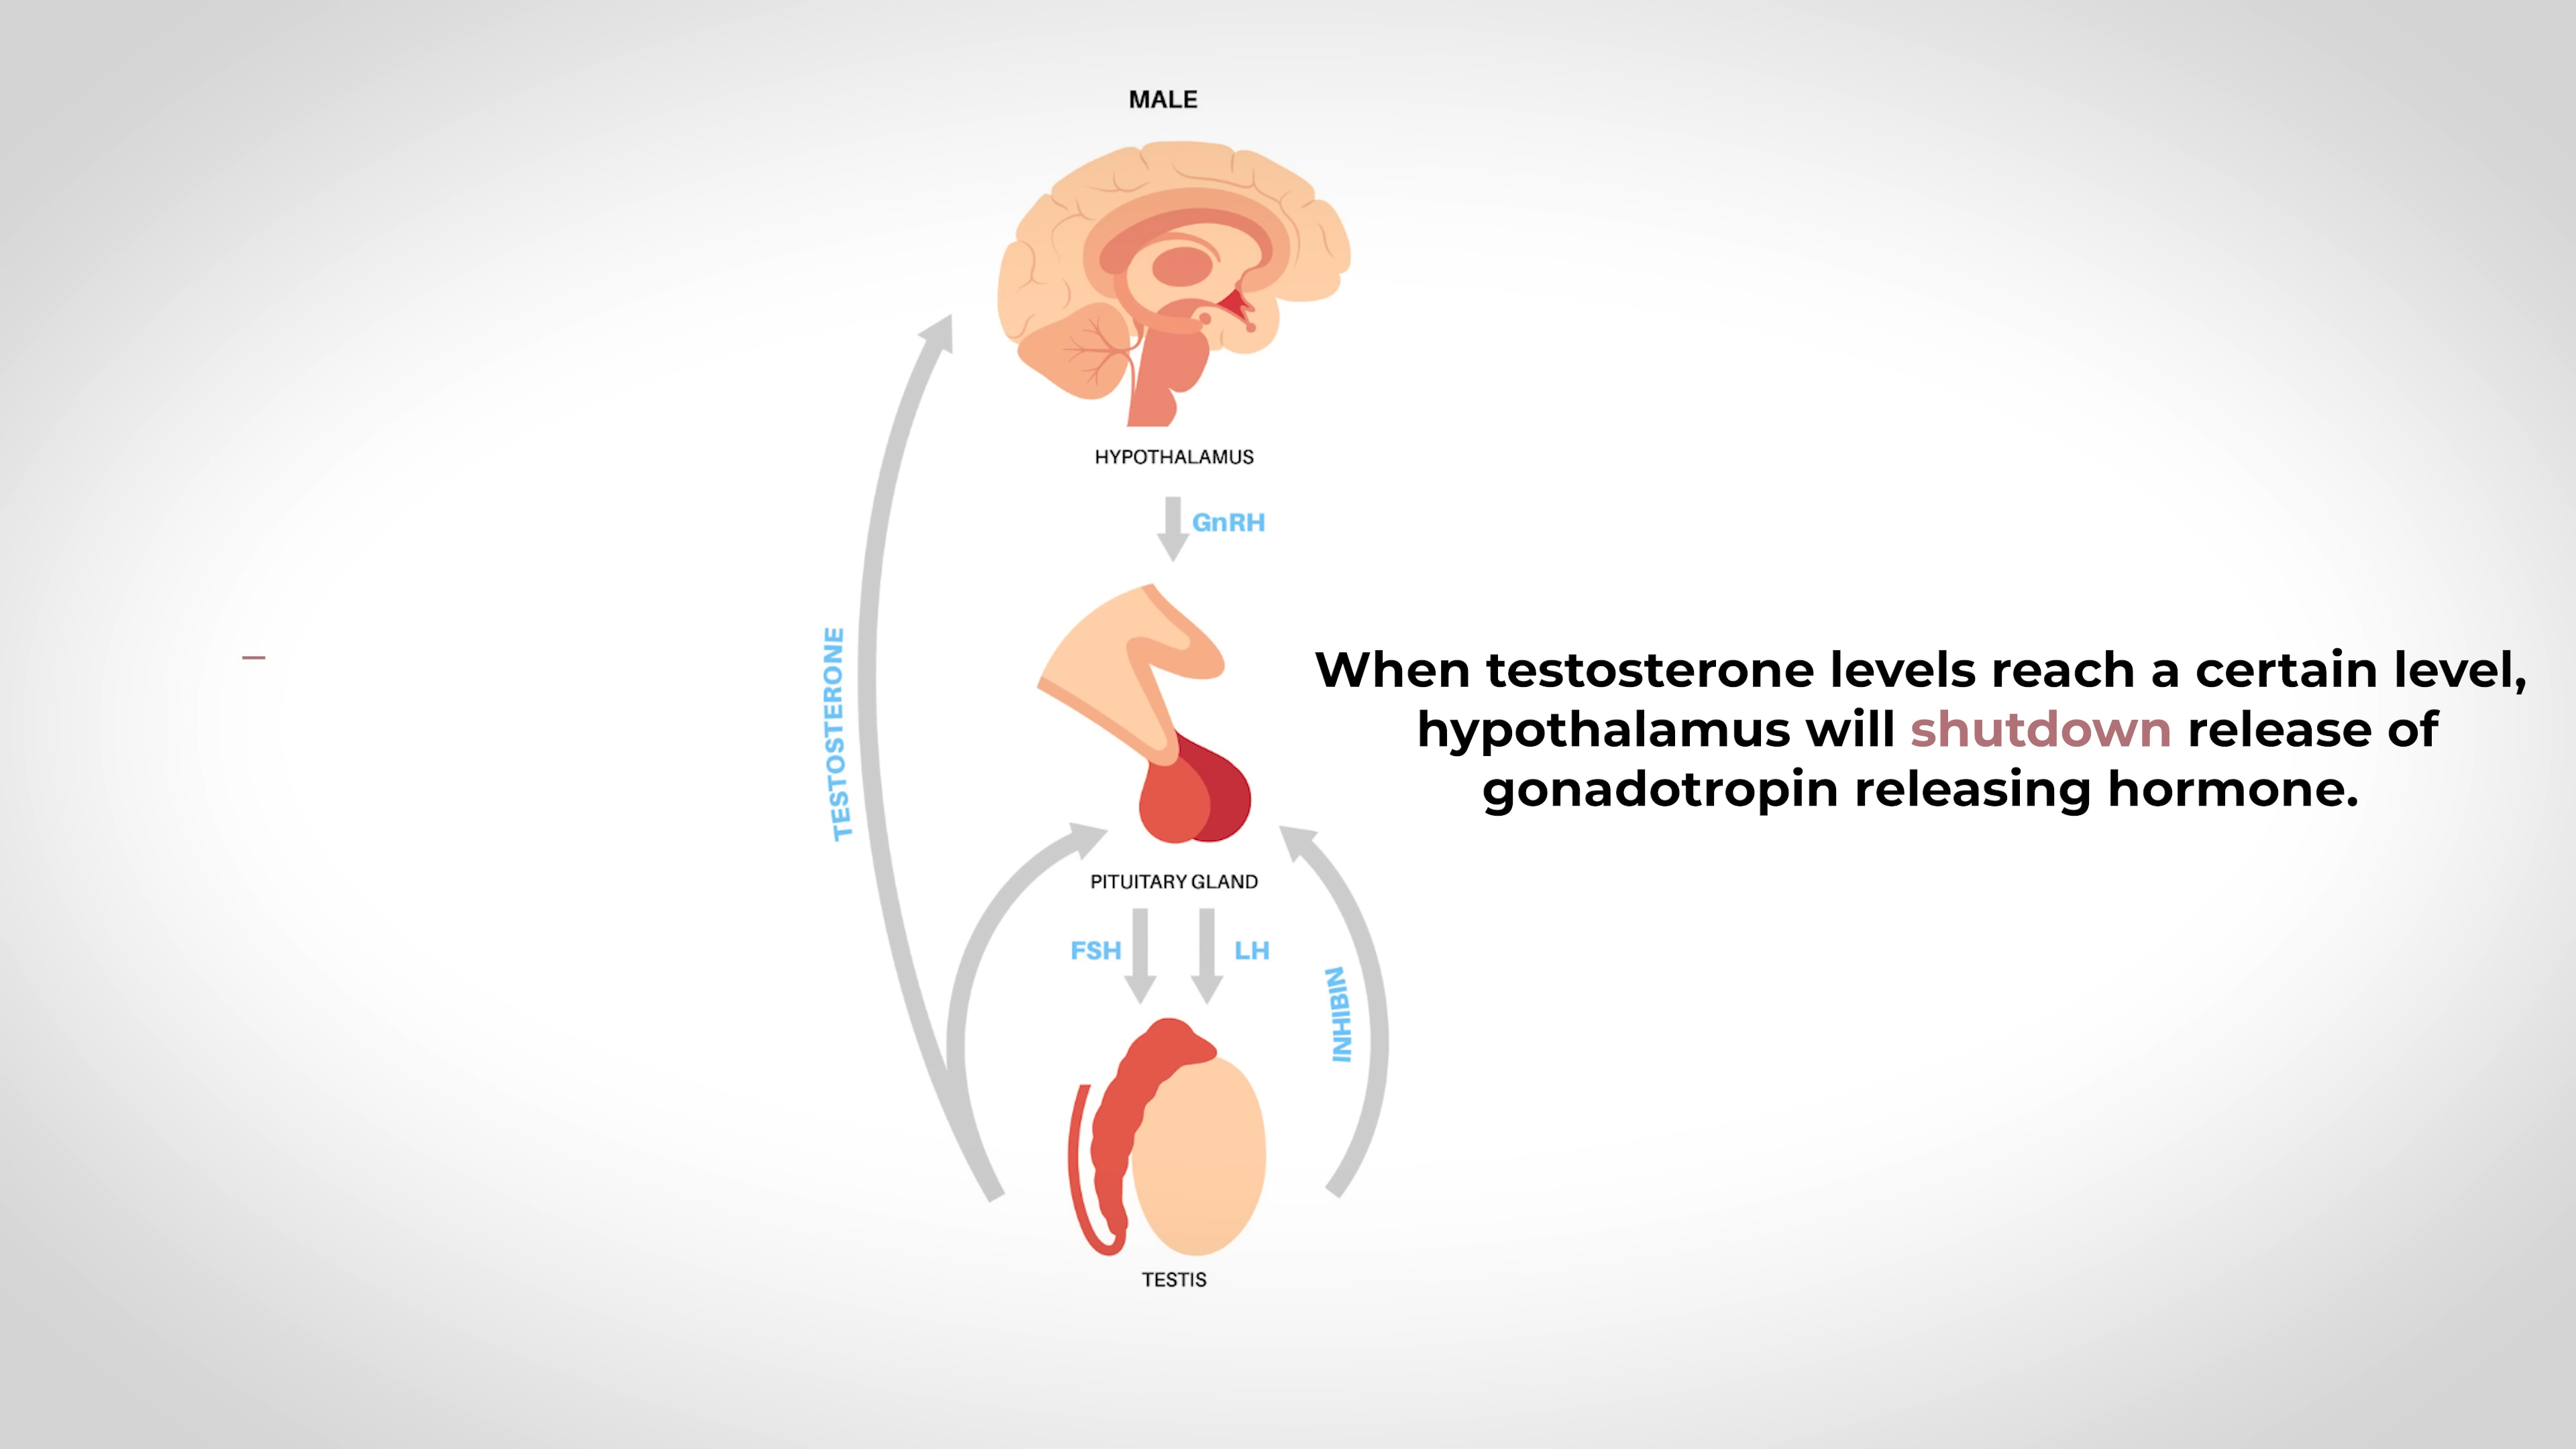 MALE
HYPOTHALAMUS
GnRH
TESTOSTERONE
When testosterone levels reach a certain level,
hypothalamus will shutdown release of
gonadotropin releasing hormone.
PITUITARY GLAND
FSH
LH
INHIBIN
TESTIS